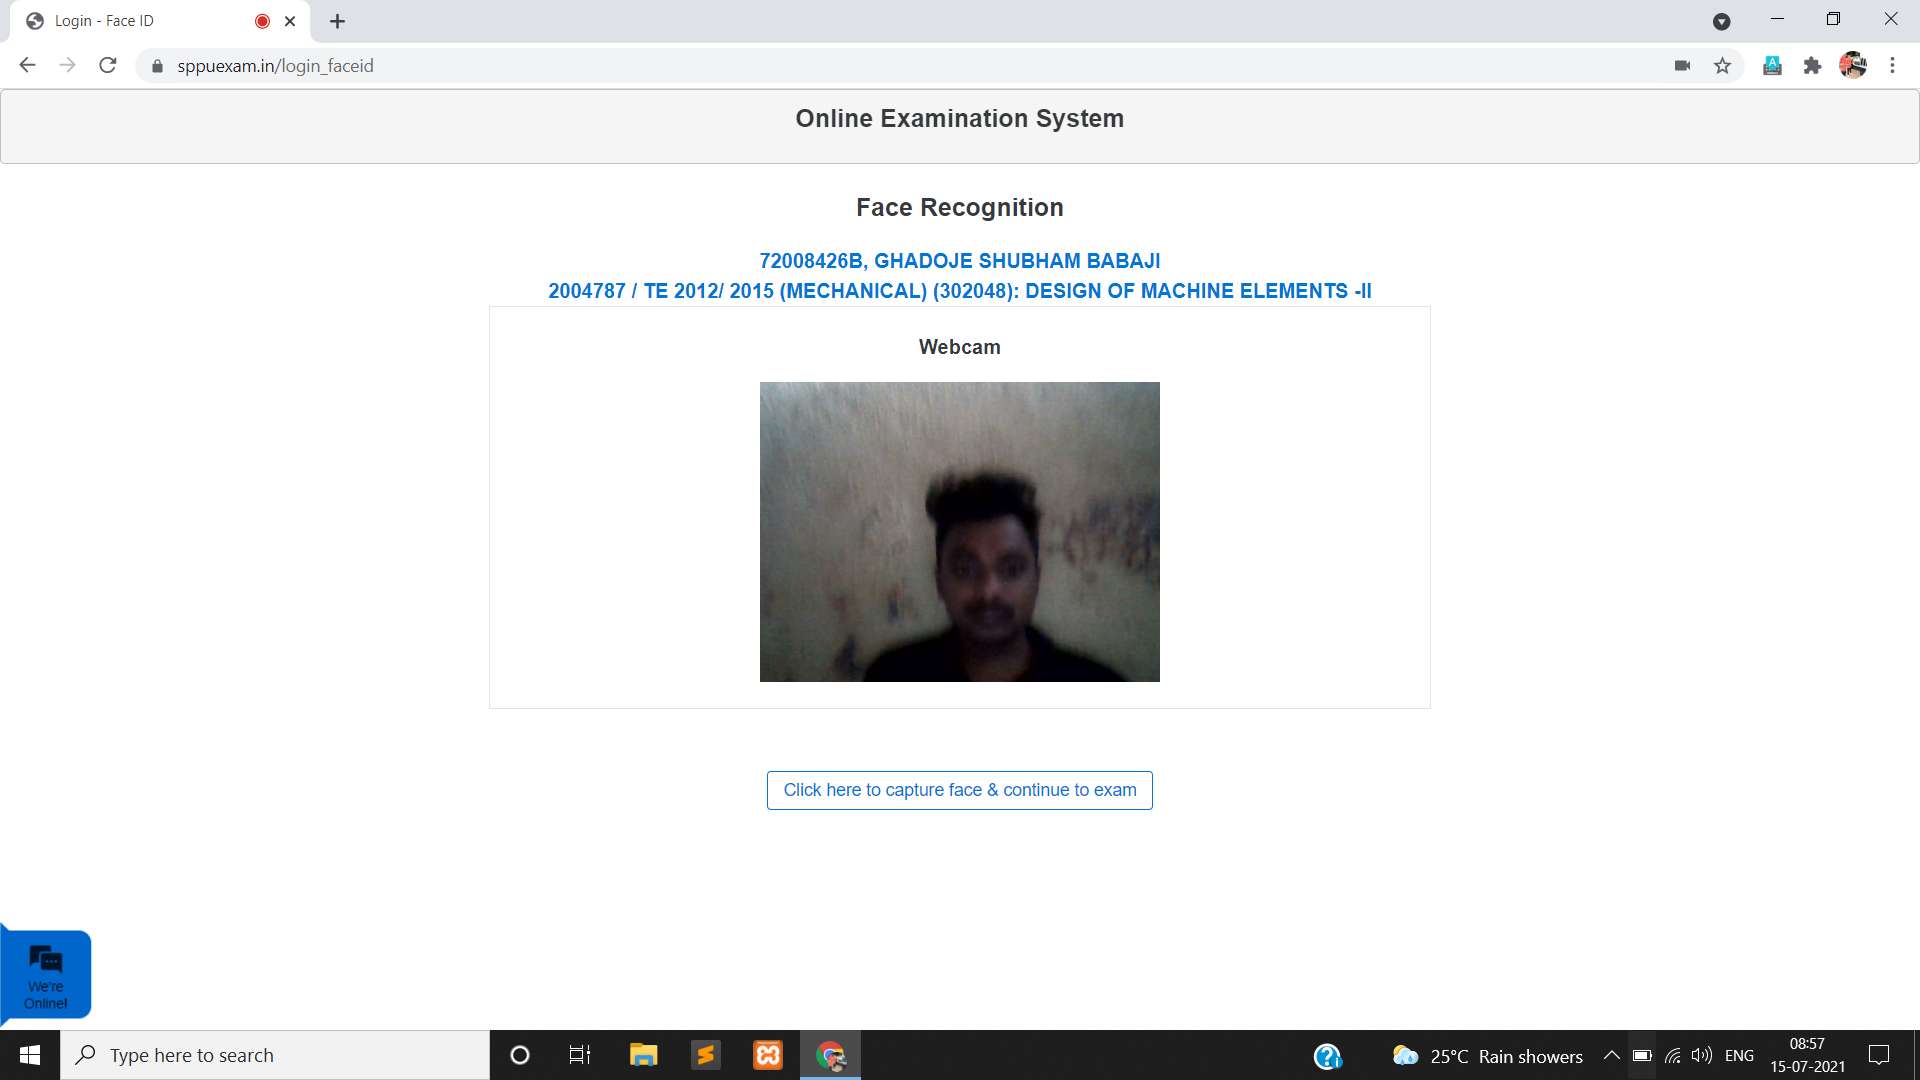 Login - Face ID
sppuexam.in/login_faceid
Online Examination System
Face Recognition
72008426B, GHADOJE SHUBHAM BABAJI
2004787 / TE 2012/ 2015 (MECHANICAL) (302048): DESIGN OF MACHINE ELEMENTS -II
Webcam
Click here to capture face & continue to exam
We're
Online!
Type here to search
25°C Rain showers
ENG
08:57
15-07-2021